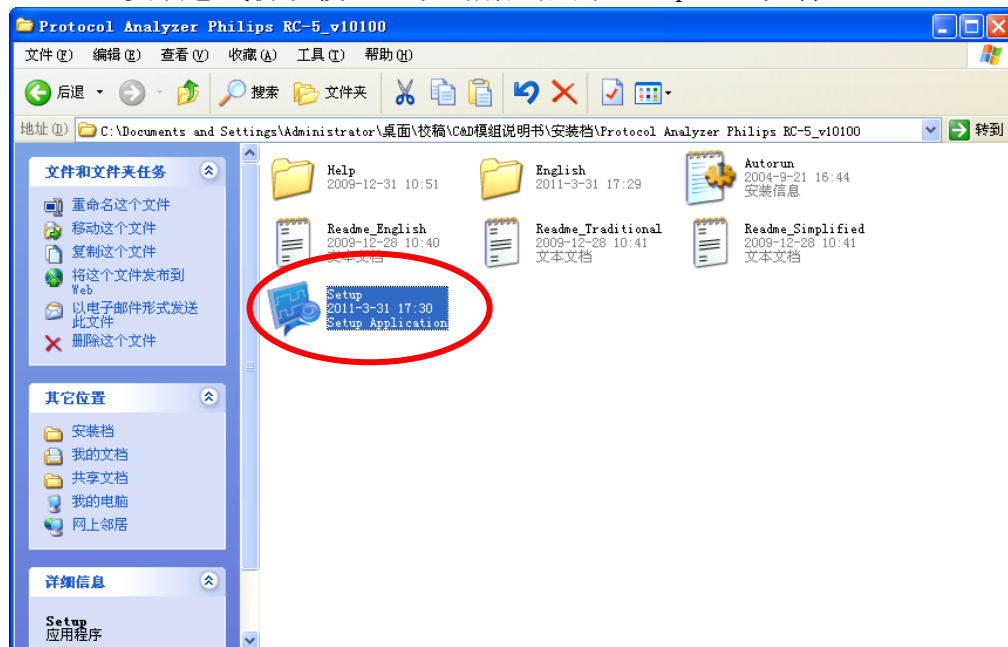 Protocol Analyzer Philips RC-5_v10100
文件(F) 编辑(E) 查看(V) 收藏(A) 工具(T) 帮助(H)
后退 搜索 文件夹
地址(D) C:\Documents and Settings\Administrator\桌面\校稿\C&D模组说明书\安装档\Protocol Analyzer Philips RC-5_v10100 转到
文件和文件夹任务
重命名这个文件
移动这个文件
复制这个文件
将这个文件发布到
Web
以电子邮件形式发送
此文件
删除这个文件
其它位置
安装档
我的文档
共享文档
我的电脑
网上邻居
详细信息
Setup
应用程序
Help
2009-12-31 10:51
English
2011-3-31 17:29
Autorun
2004-9-21 16:44
安装信息
Readme_English
2009-12-28 10:40
文本文档
Readme_Traditional
2009-12-28 10:41
文本文档
Readme_Simplified
2009-12-28 10:41
文本文档
Setup
2011-3-31 17:30
Setup Application